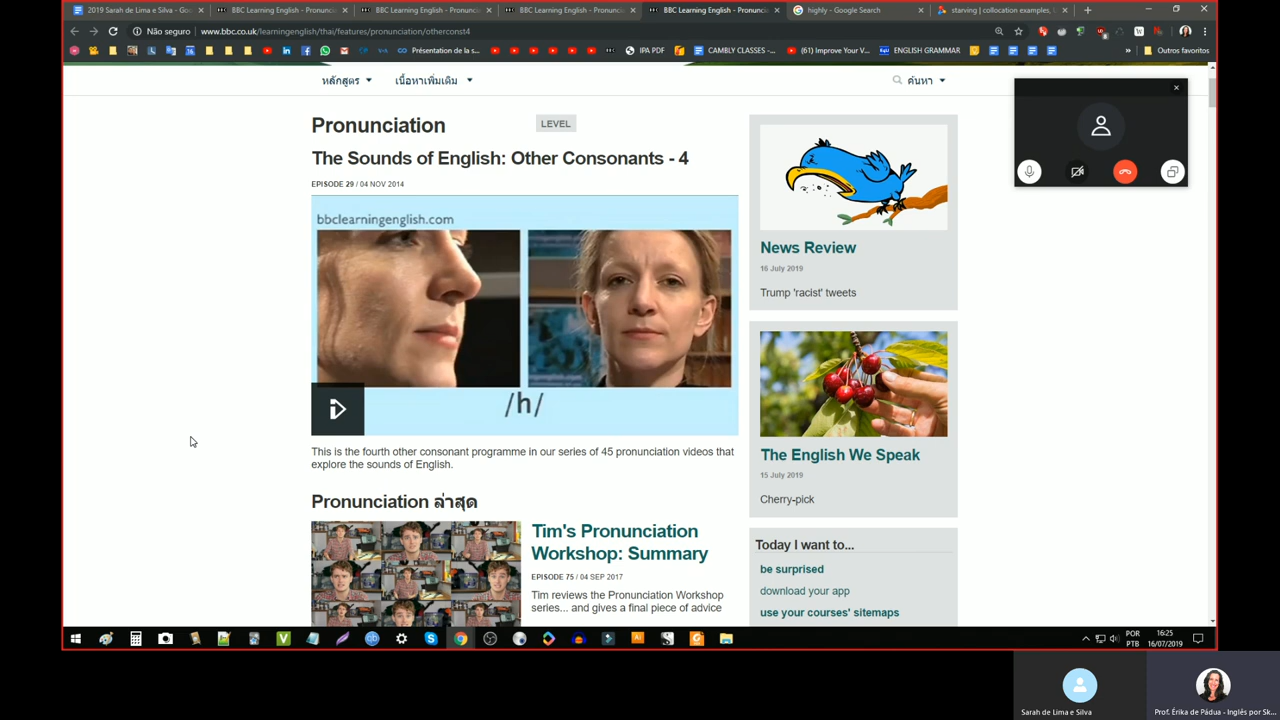 2019 Sarah de Lima e Silva - Goo
BBC Learning English - Pronunci
BBC Learning English - Pronunci
BBC Learning English - Pronunci
BBC Learning English - Pronunci
highly - Google Search
starving | collocation examples, I
Não seguro
www.bbc.co.uk/learningenglish/thai/features/pronunciation/otherconst4
Présentation de la s...
IPA PDF
CAMBLY CLASSES -...
(61) Improve Your V...
ENGLISH GRAMMAR
Outros favoritos
หลักสูตร
เนื้อหาเพิ่มเติม
ค้นหา
Pronunciation
LEVEL
The Sounds of English: Other Consonants - 4
EPISODE 29 / 04 NOV 2014
bbclearningenglish.com
/h/
This is the fourth other consonant programme in our series of 45 pronunciation videos that
explore the sounds of English.
Pronunciation ล่าสุด
Tim's Pronunciation
Workshop: Summary
EPISODE 75 / 04 SEP 2017
Tim reviews the Pronunciation Workshop
series... and gives a final piece of advice
News Review
16 July 2019
Trump 'racist' tweets
The English We Speak
15 July 2019
Cherry-pick
Today I want to...
be surprised
download your app
use your courses' sitemaps
POR
PTB
16:25
16/07/2019
Sarah de Lima e Silva
Prof. Érika de Pádua - Inglês por Sk...